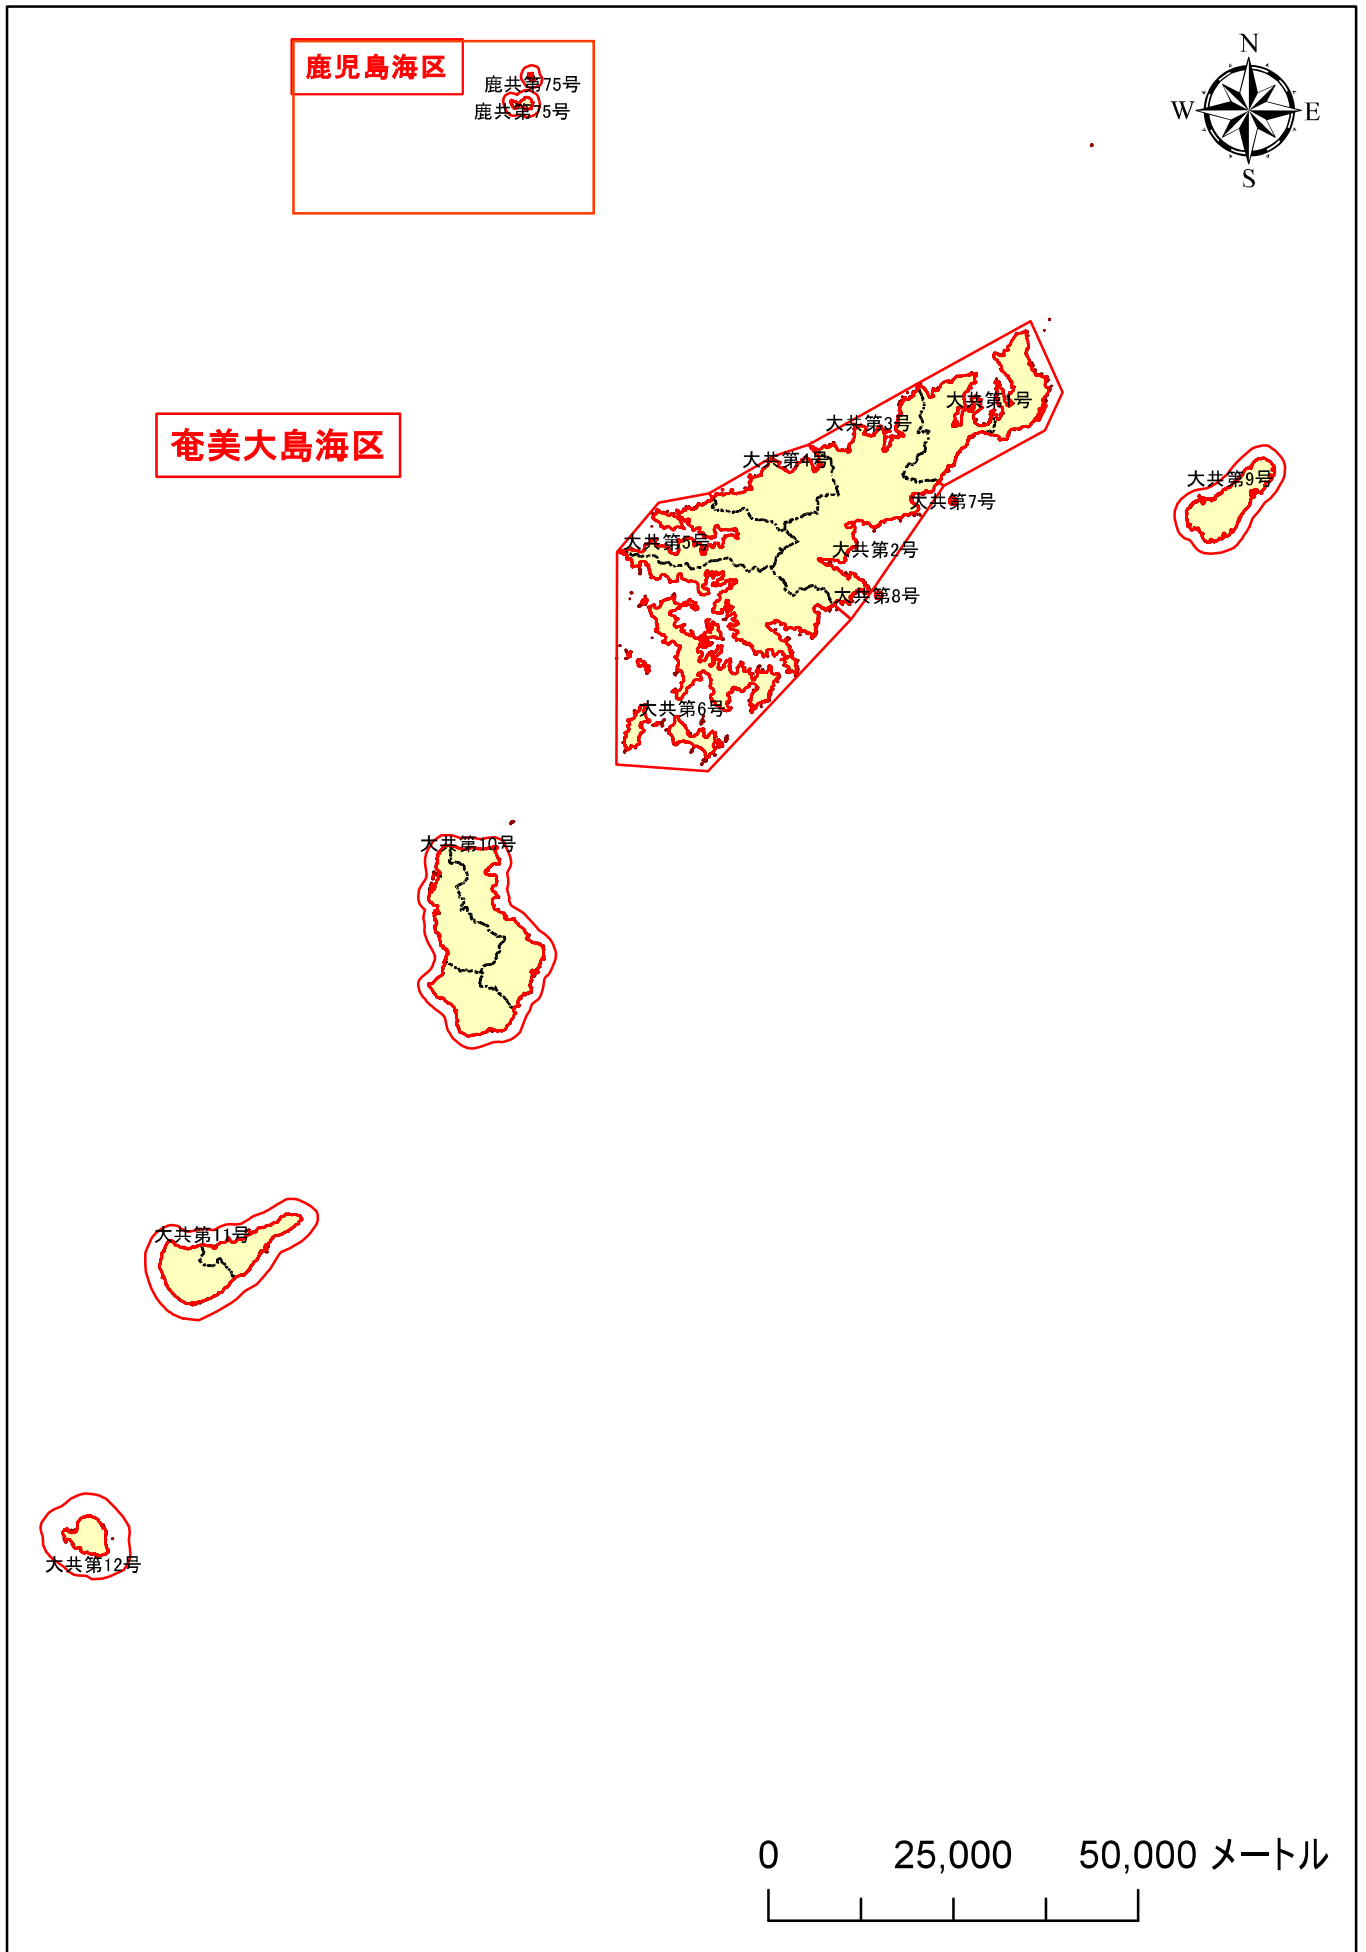 鹿児島海区
鹿共第75号
鹿共第75号
N
W
E
S
奄美大島海区
大共第1号
大共第3号
大共第4号
大共第9号
大共第7号
大共第5号
大共第2号
大共第8号
大共第6号
大共第10号
大共第11号
大共第12号
0 25,000 50,000 メートル